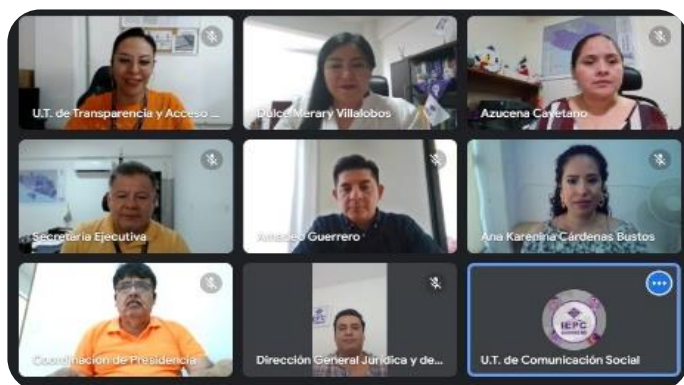 U.T. de Transparencia y Acceso ...
Dulce Merary Villalobos
Azucena Cayetano
Secretaría Ejecutiva
Amadeo Guerrero
Ana Karenina Cárdenas Bustos
Coordinación de Presidencia
Dirección General Jurídica y de...
IEPC
U.T. de Comunicación Social